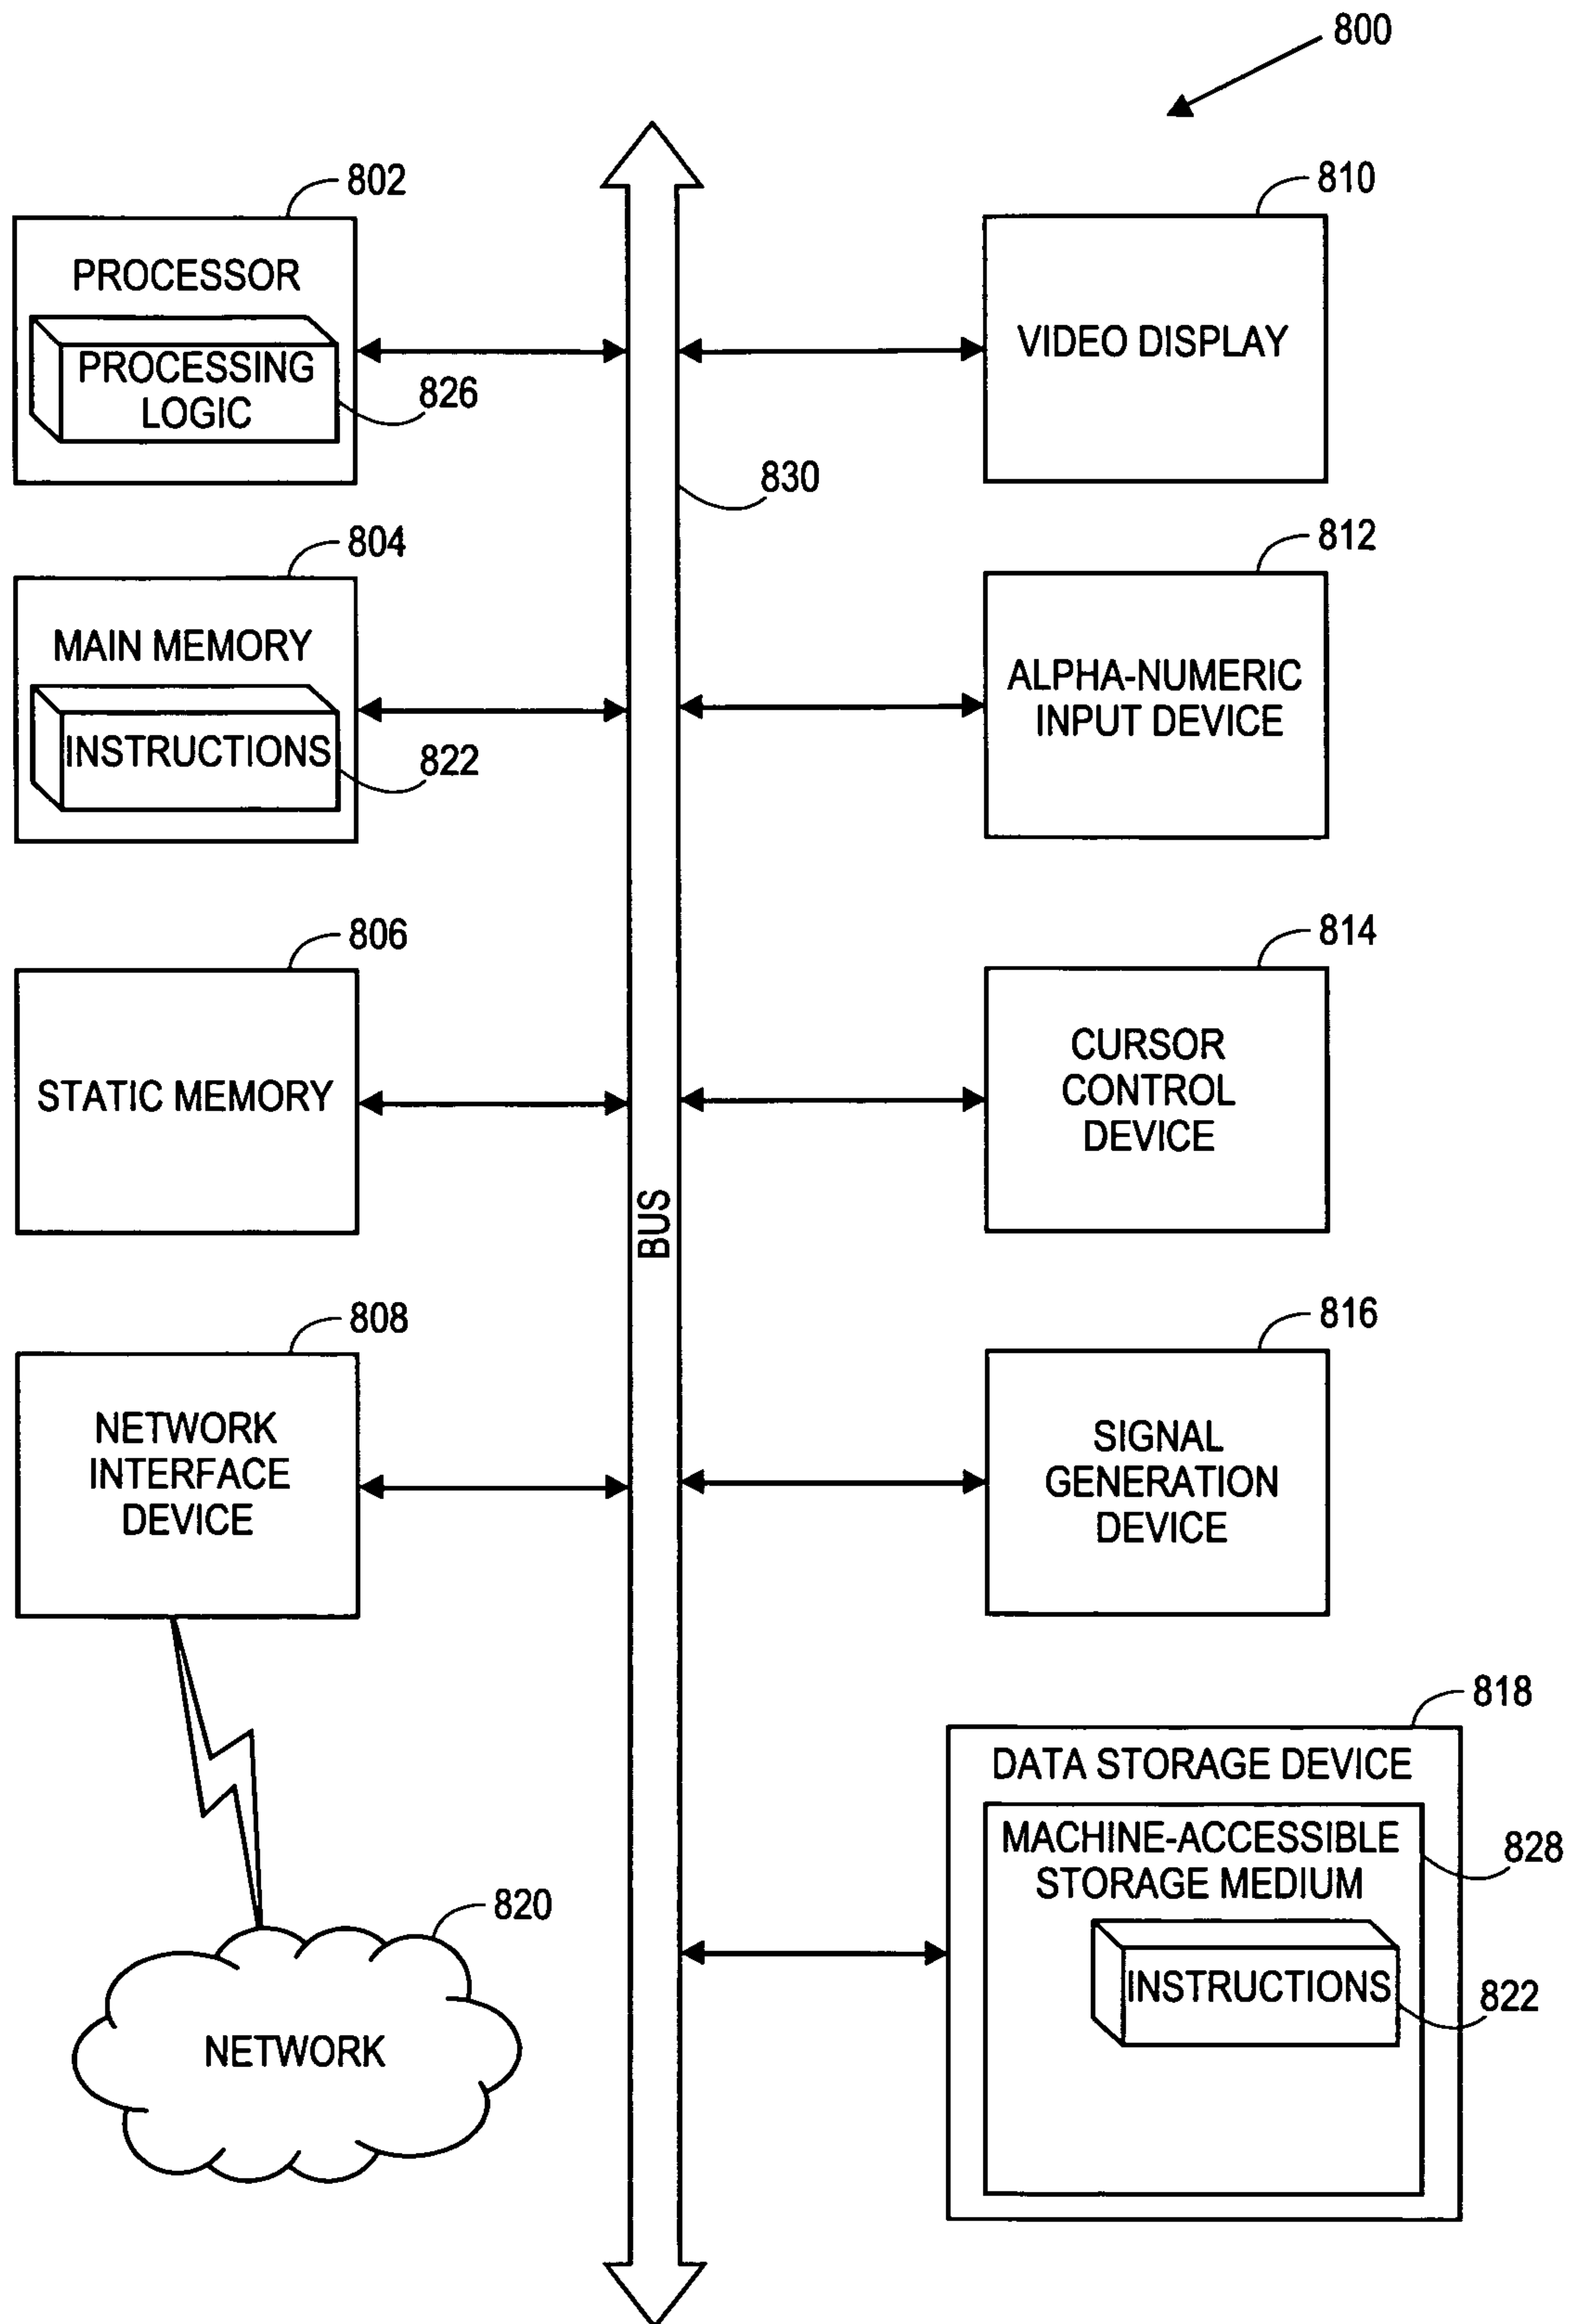 800
802
PROCESSOR
PROCESSING
LOGIC
826
804
MAIN MEMORY
INSTRUCTIONS
822
806
STATIC MEMORY
808
NETWORK
INTERFACE
DEVICE
820
NETWORK
830
BUS
810
VIDEO DISPLAY
812
ALPHA-NUMERIC
INPUT DEVICE
814
CURSOR
CONTROL
DEVICE
816
SIGNAL
GENERATION
DEVICE
818
DATA STORAGE DEVICE
MACHINE-ACCESSIBLE
STORAGE MEDIUM
828
INSTRUCTIONS
822